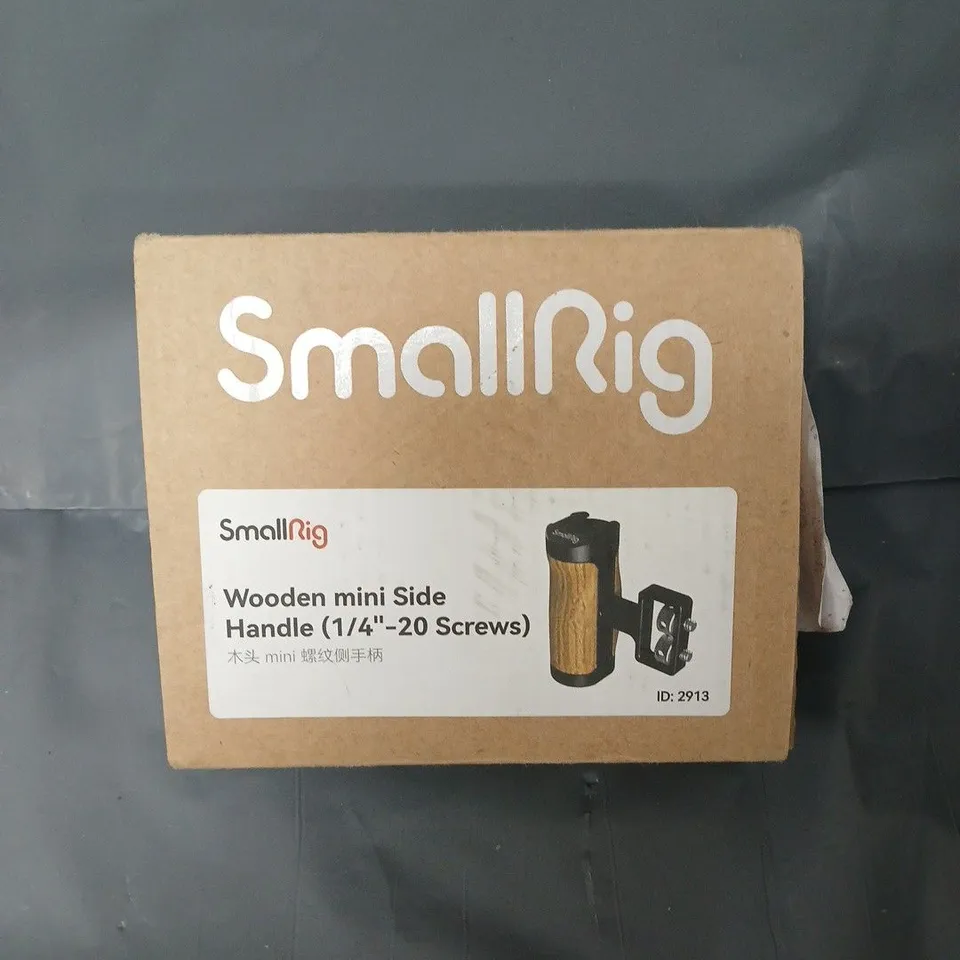 SmallRig
SmallRig
Wooden mini Side
Handle (1/4"-20 Screws)
木头 mini 螺纹侧手柄
SmallRig
ID: 2913